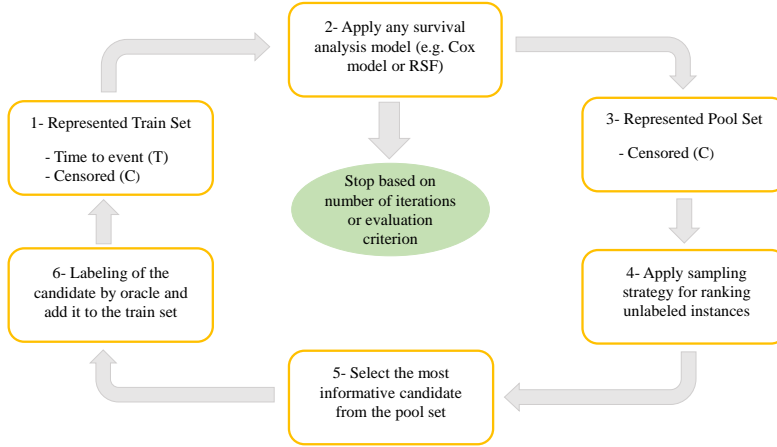 1- Represented Train Set
- Time to event (T)
- Censored (C)
2- Apply any survival
analysis model (e.g. Cox
model or RSF)
Stop based on
number of iterations
or evaluation
criterion
3- Represented Pool Set
- Censored (C)
4- Apply sampling
strategy for ranking
unlabeled instances
5- Select the most
informative candidate
from the pool set
6- Labeling of the
candidate by oracle and
add it to the train set